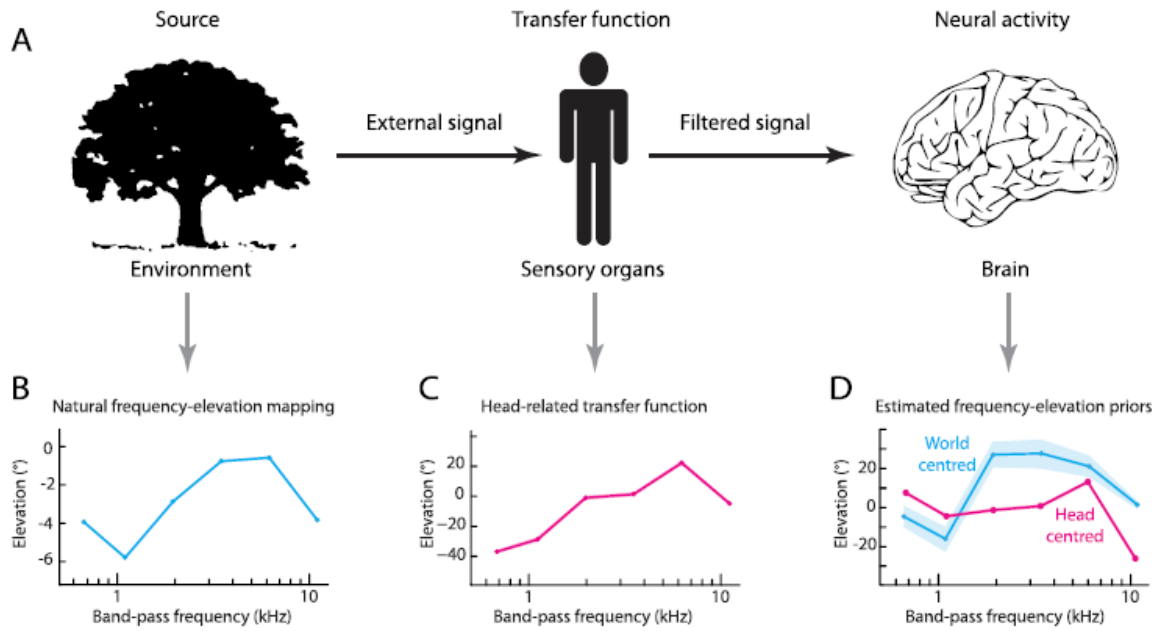 A
Source
Transfer function
Neural activity
External signal
Filtered signal
Environment
Sensory organs
Brain
B
Natural frequency-elevation mapping
Elevation (°)
0
-2
-4
-6
1
10
Band-pass frequency (kHz)
C
Head-related transfer function
Elevation (°)
20
0
−20
−40
1
10
Band-pass frequency (kHz)
D
Estimated frequency-elevation priors
Elevation (°)
20
0
-20
World
centred
Head
centred
1
10
Band-pass frequency (kHz)